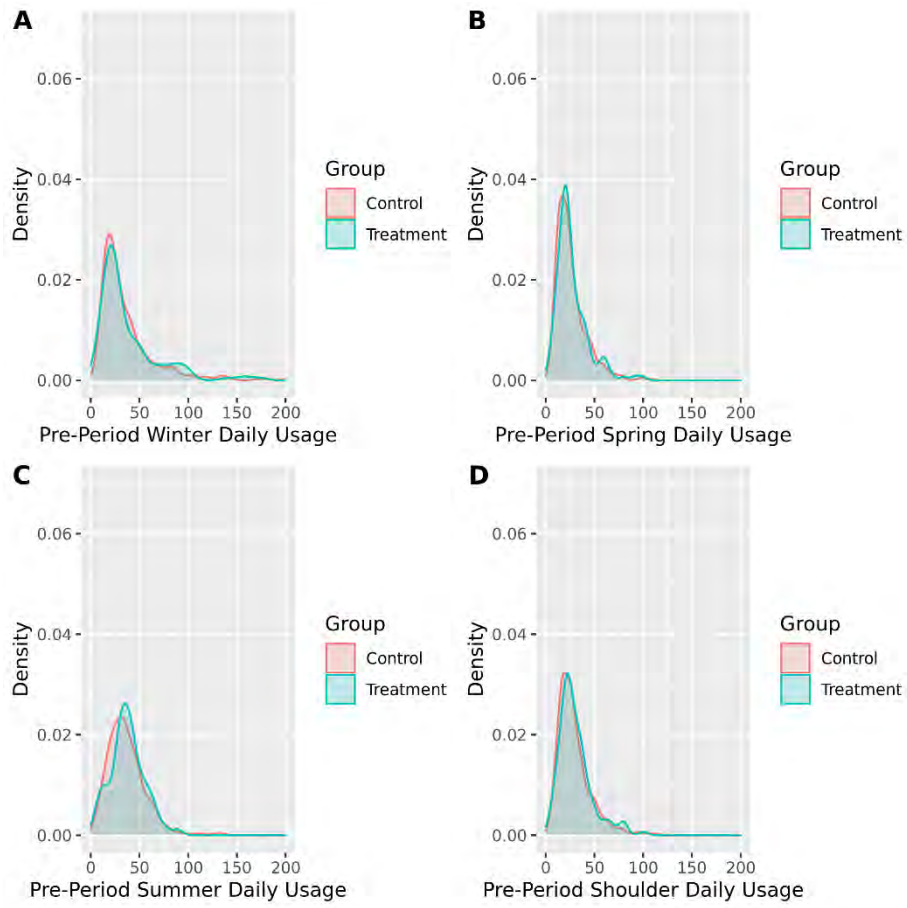 A
Density
0.06
0.04
0.02
0.00
0 50 100 150 200
Pre-Period Winter Daily Usage
Group
Control
Treatment
B
Density
0.06
0.04
0.02
0.00
0 50 100 150 200
Pre-Period Spring Daily Usage
Group
Control
Treatment
C
Density
0.06
0.04
0.02
0.00
0 50 100 150 200
Pre-Period Summer Daily Usage
Group
Control
Treatment
D
Density
0.06
0.04
0.02
0.00
0 50 100 150 200
Pre-Period Shoulder Daily Usage
Group
Control
Treatment